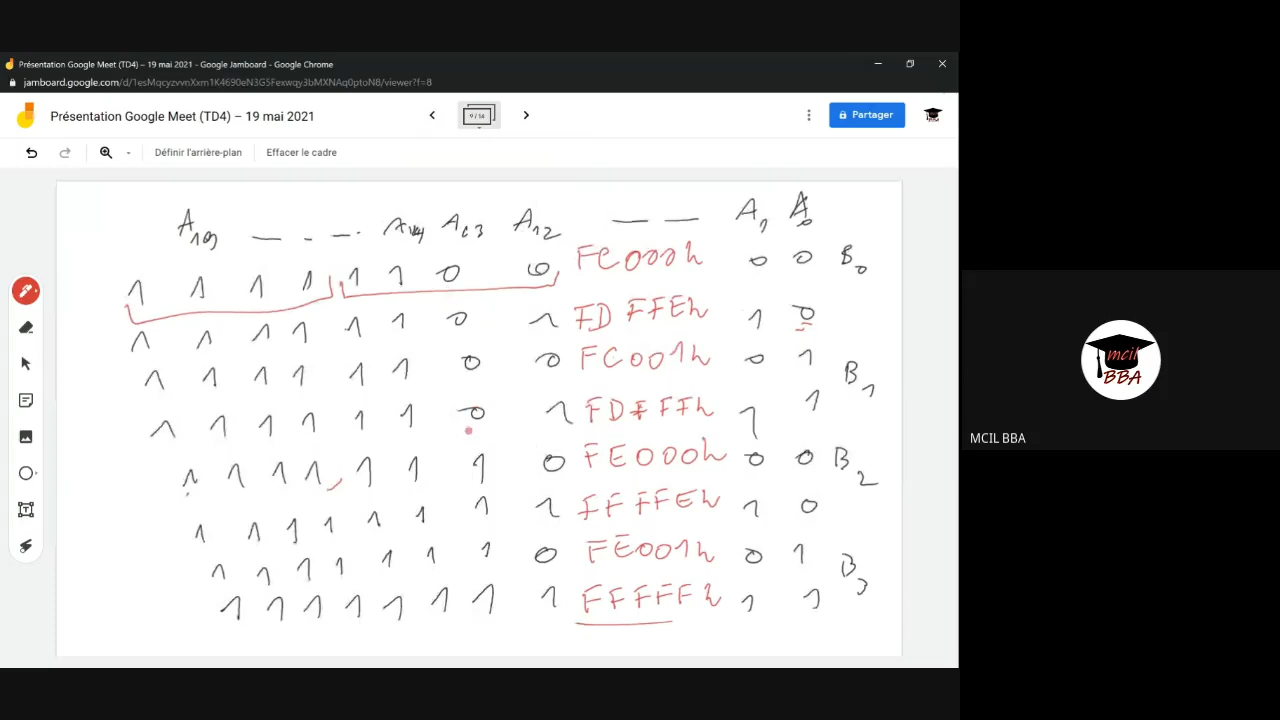 Présentation Google Meet (TD4) – 19 mai 2021 - Google Jamboard - Google Chrome
jamboard.google.com/d/1esMqcyzvvnXxm1K4690eN3G5Fexwqy3bMXNAq0ptoN8/viewer?f=8
Présentation Google Meet (TD4) – 19 mai 2021
9 / 14
Partager
Définir l'arrière-plan
Effacer le cadre
A19 — - — . A14 A13 A12 — — A1 A0
1 1 1 1 1 1 0 0 FC000h 0 0 B0
1 1 1 1 1 1 0 1 FDFFEh 1 0
1 1 1 1 1 1 0 0 FC001h 0 1 B1
1 1 1 1 1 1 0 1 FDFFFh 1 1
1 1 1 1, 1 1 1 0 FE000h 0 0 B2
1 1 1 1 1 1 1 1 FFFFEh 1 0
1 1 1 1 1 1 1 0 FE001h 0 1 B3
1 1 1 1 1 1 1 1 FFFFFh 1 1
mcil
BBA
MCIL BBA